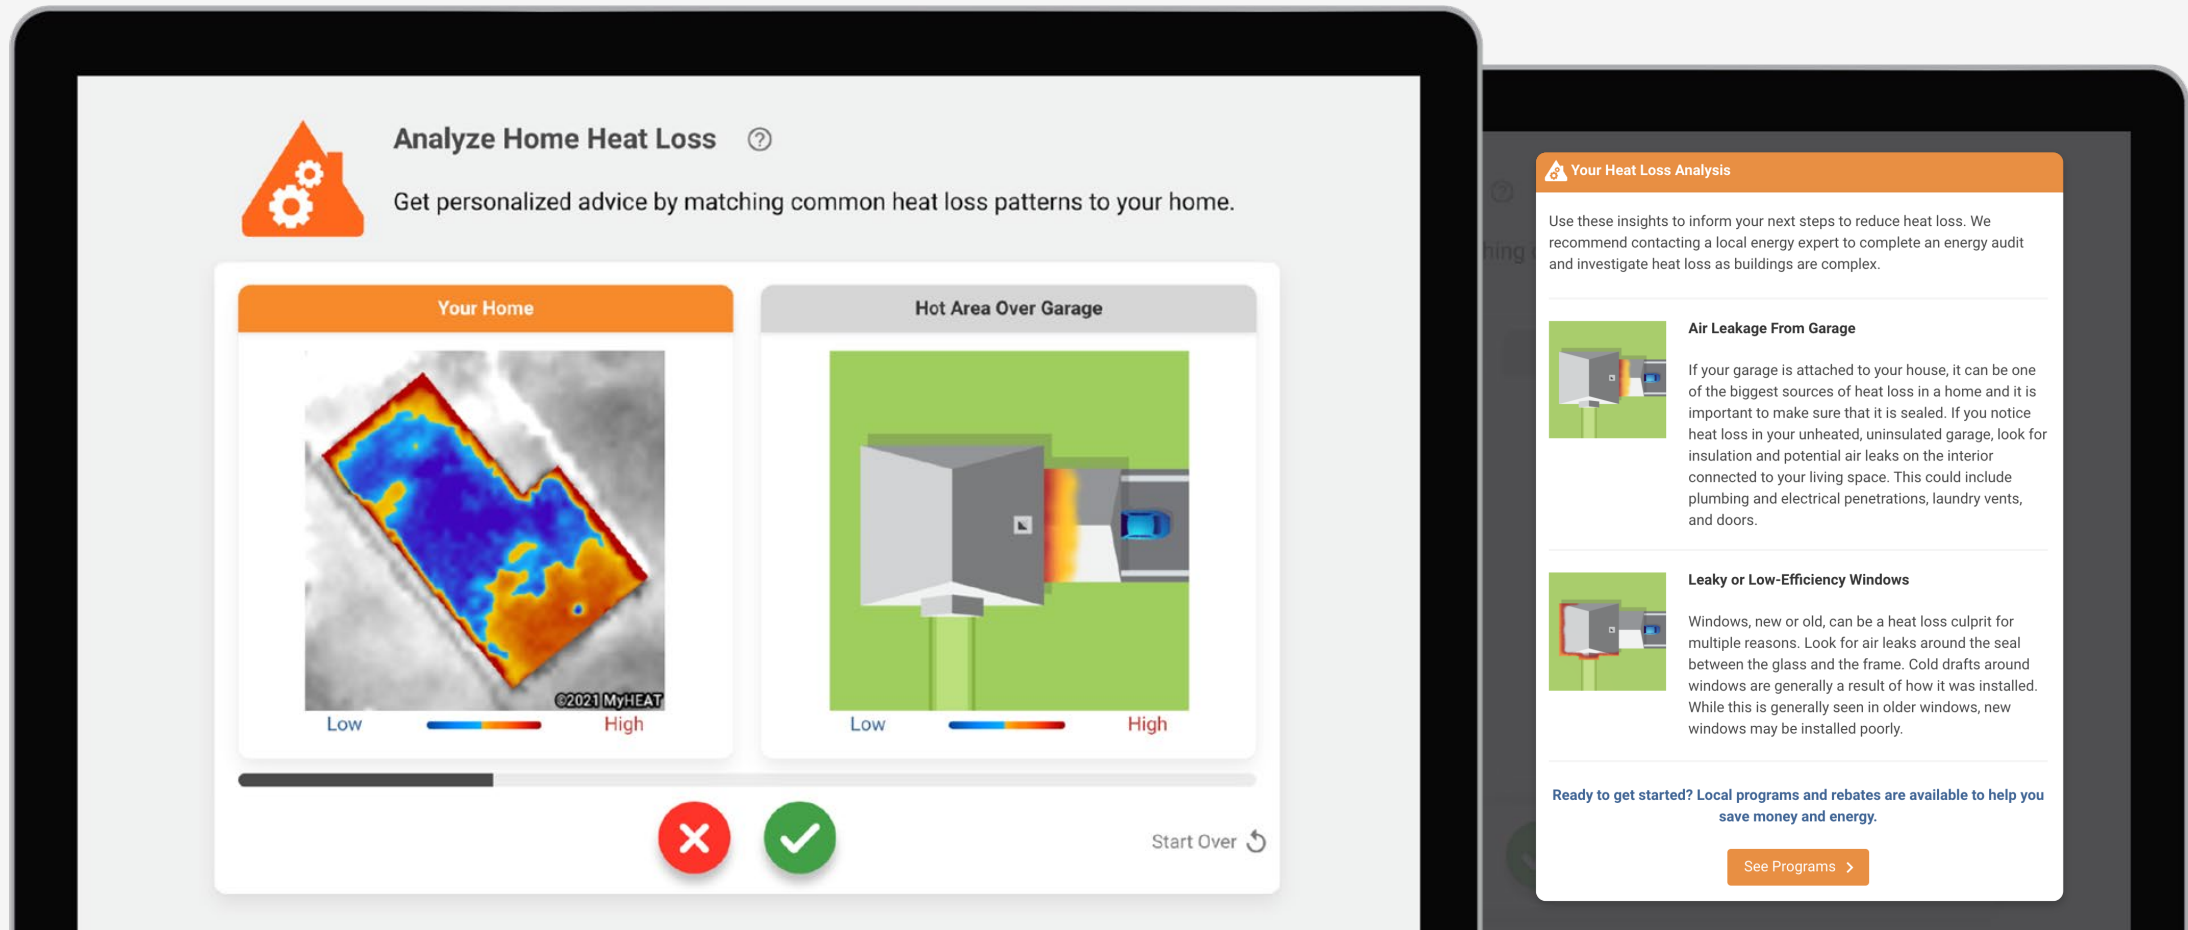 Analyze Home Heat Loss
Get personalized advice by matching common heat loss patterns to your home.
Your Home
Hot Area Over Garage
©2021 MyHEAT
Low
High
Low
High
Start Over
hing
Your Heat Loss Analysis
Use these insights to inform your next steps to reduce heat loss. We
recommend contacting a local energy expert to complete an energy audit
and investigate heat loss as buildings are complex.
Air Leakage From Garage
If your garage is attached to your house, it can be one
of the biggest sources of heat loss in a home and it is
important to make sure that it is sealed. If you notice
heat loss in your unheated, uninsulated garage, look for
insulation and potential air leaks on the interior
connected to your living space. This could include
plumbing and electrical penetrations, laundry vents,
and doors.
Leaky or Low-Efficiency Windows
Windows, new or old, can be a heat loss culprit for
multiple reasons. Look for air leaks around the seal
between the glass and the frame. Cold drafts around
windows are generally a result of how it was installed.
While this is generally seen in older windows, new
windows may be installed poorly.
Ready to get started? Local programs and rebates are available to help you
save money and energy.
See Programs